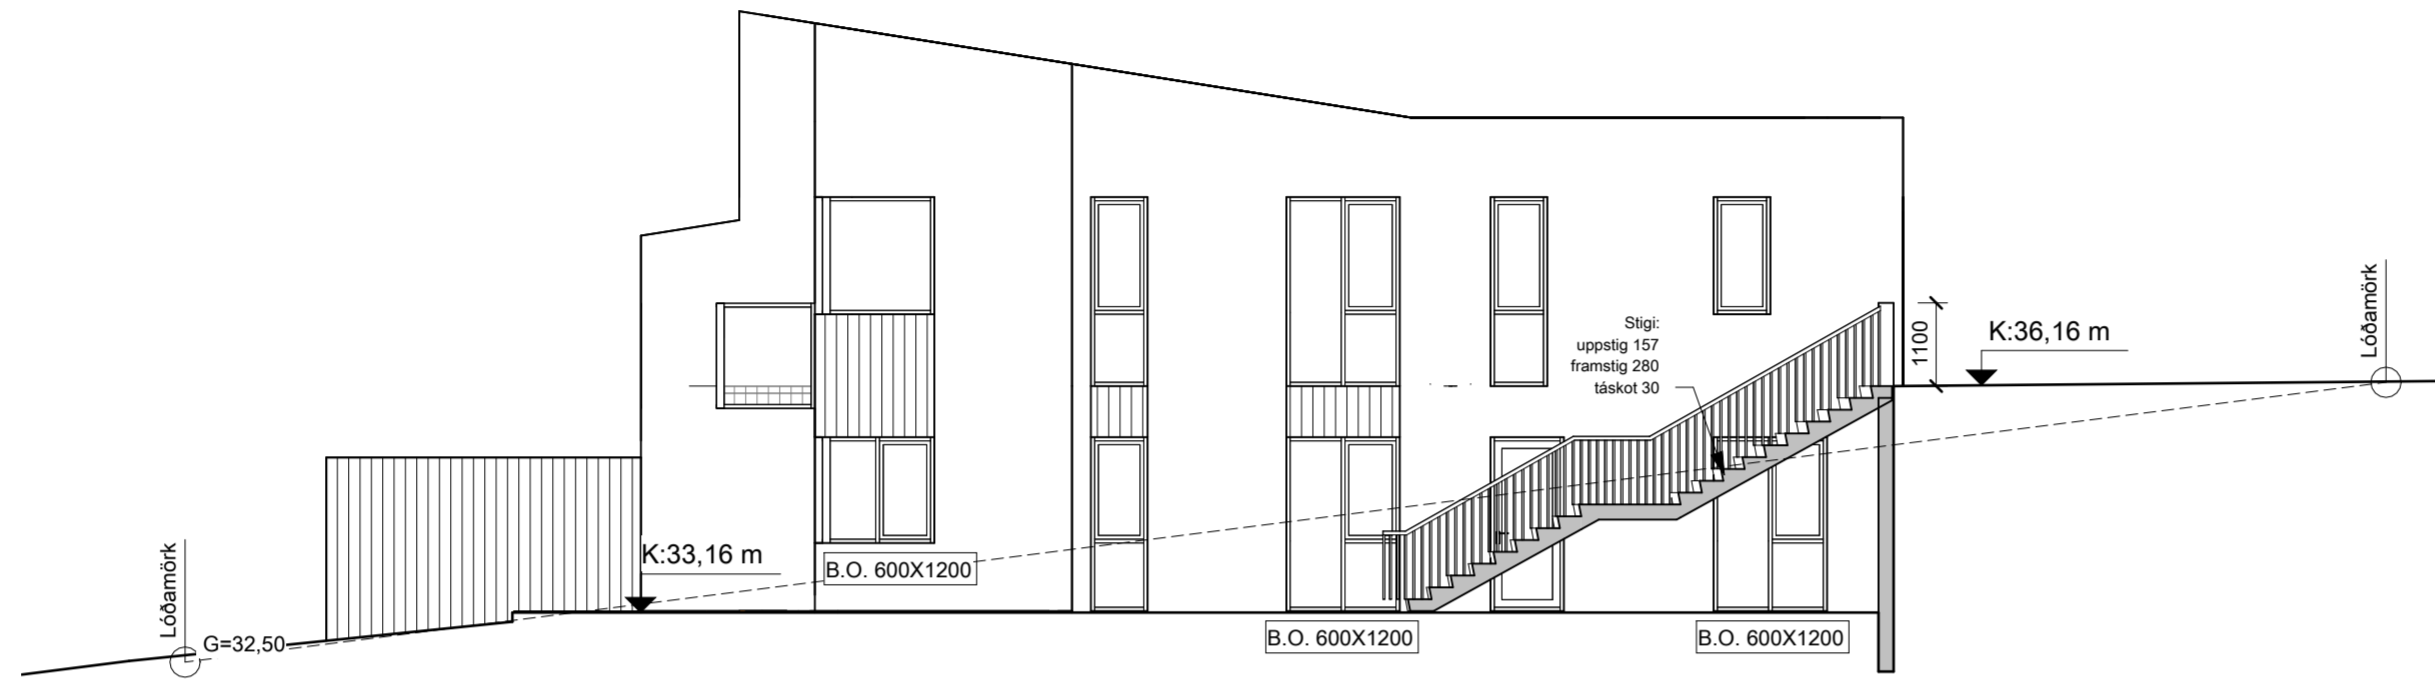 Stigi:
uppstig 157
framstig 280
táskot 30
1100
K:36,16 m
Lóðamörk
Lóðamörk
K:33,16 m
B.O. 600X1200
G=32,50
B.O. 600X1200
B.O. 600X1200